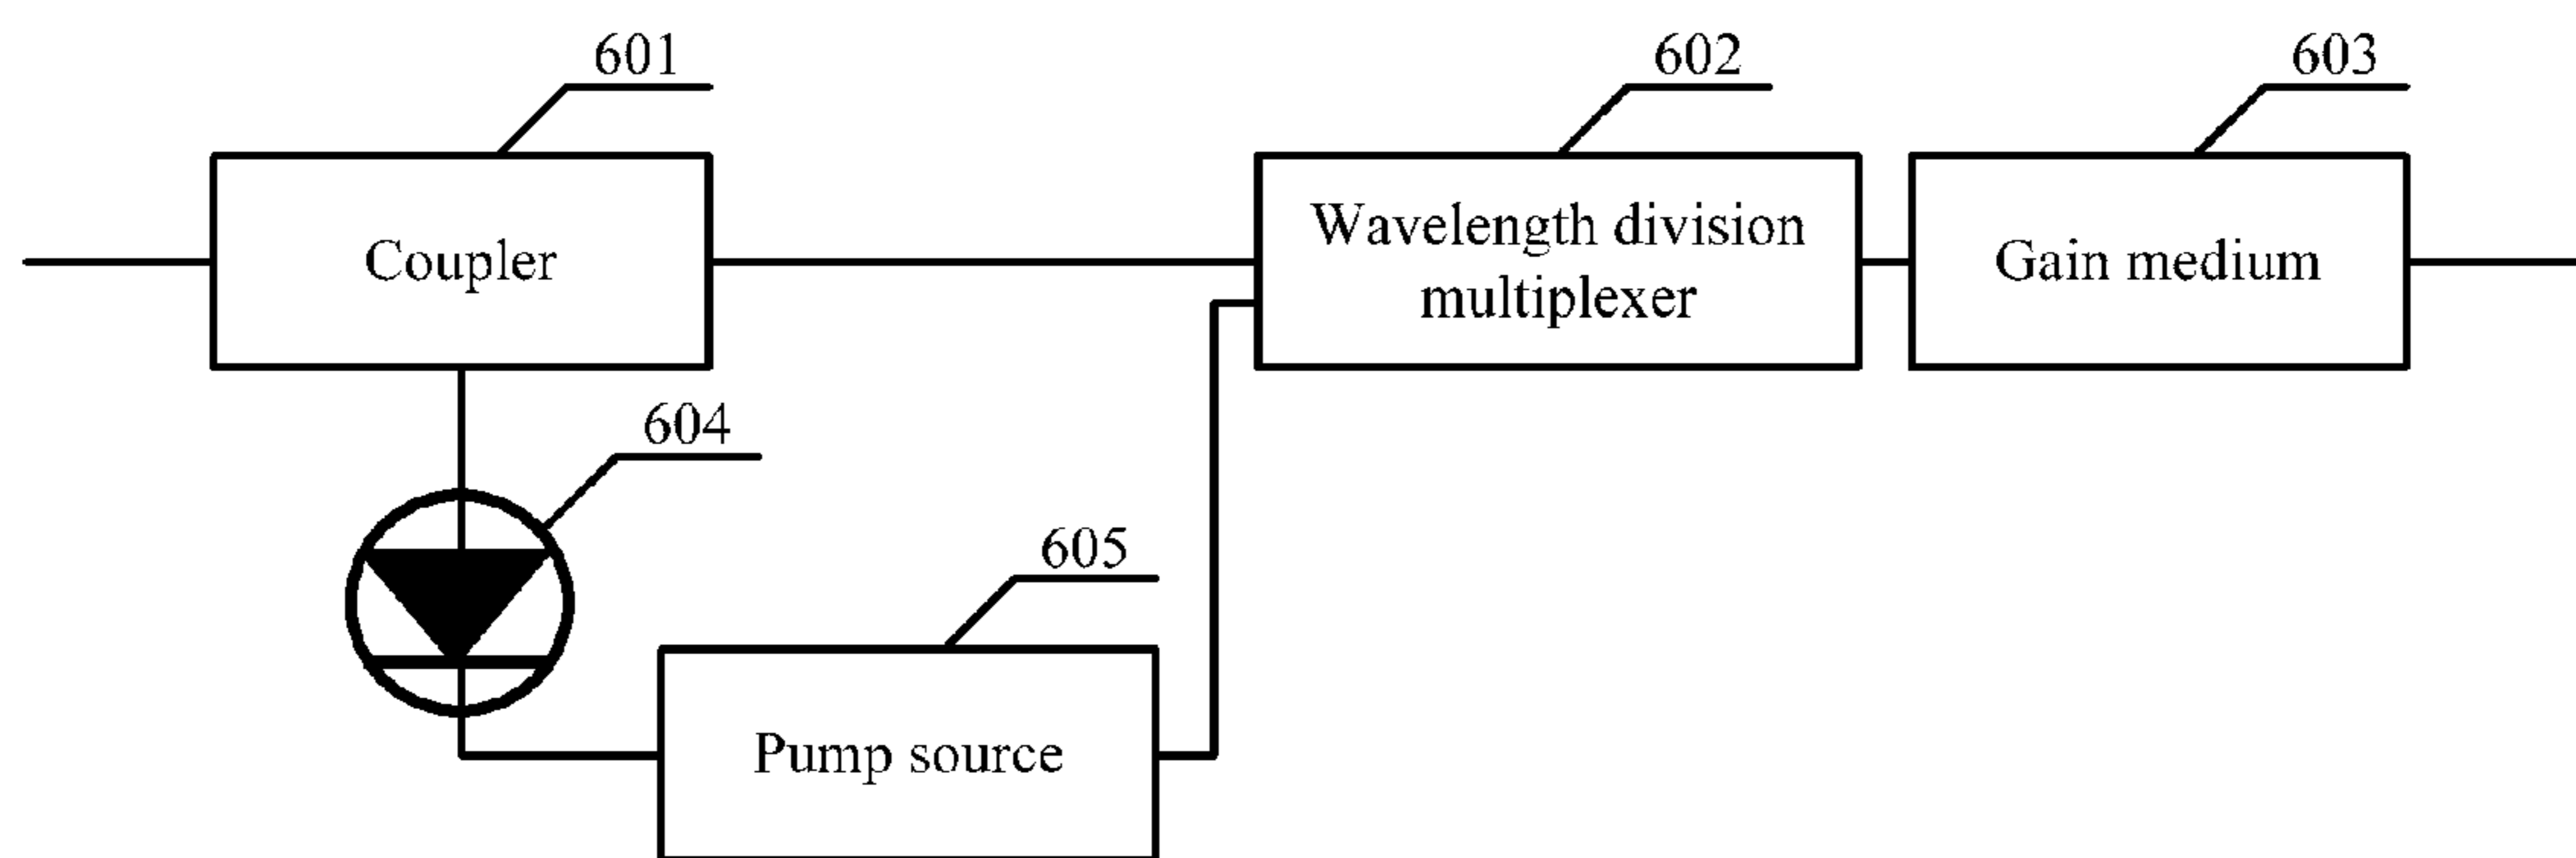 601
602
603
Coupler
Wavelength division
multiplexer
Gain medium
604
605
Pump source